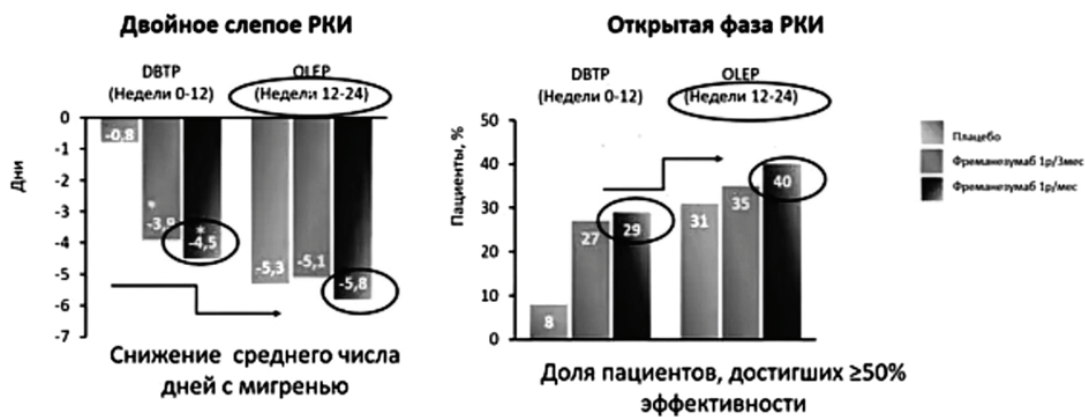 Двойное слепое РКИ
DBTP
(Недели 0-12)
OLEP
(Недели 12-24)
Дни
0
-1
-2
-3
-4
-5
-6
-7
-0,8
-3,9
-4,5
-5,3
-5,1
-5,8
*
*
Снижение среднего числа
дней с мигренью
Открытая фаза РКИ
DBTP
(Недели 0-12)
OLEP
(Недели 12-24)
Пациенты, %
50
40
30
20
10
0
8
27
29
31
35
40
Доля пациентов, достигших ≥50%
эффективности
Плацебо
Фреманезумаб 1р/3мес
Фреманезумаб 1р/мес